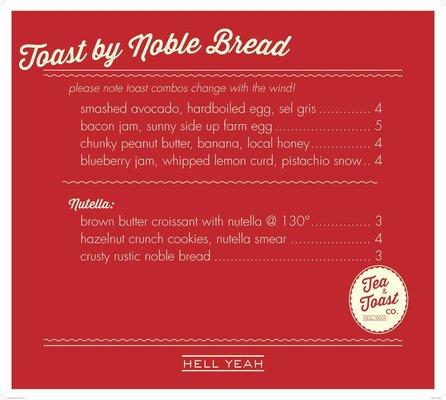 Toast by Noble Bread
please note toast combos change with the wind!
smashed avocado, hardboiled egg, sel gris ............. 4
bacon jam, sunny side up farm egg ........................ 5
chunky peanut butter, banana, local honey .............. 4
blueberry jam, whipped lemon curd, pistachio snow .. 4
Nutella:
brown butter croissant with nutella @ 130° ............... 3
hazelnut crunch cookies, nutella smear .................... 4
crusty rustic noble bread ........................................ 3
Tea
&
Toast
CO.
HELL YEAH
HELL YEAH